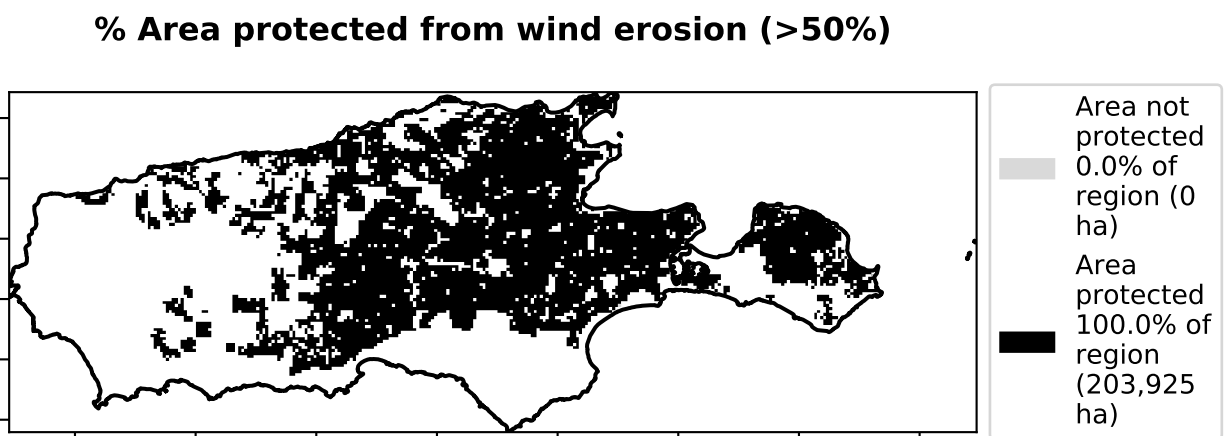 % Area protected from wind erosion (>50%)
Area not
protected
0.0% of
region (0
ha)
Area
protected
100.0% of
region
(203,925
ha)